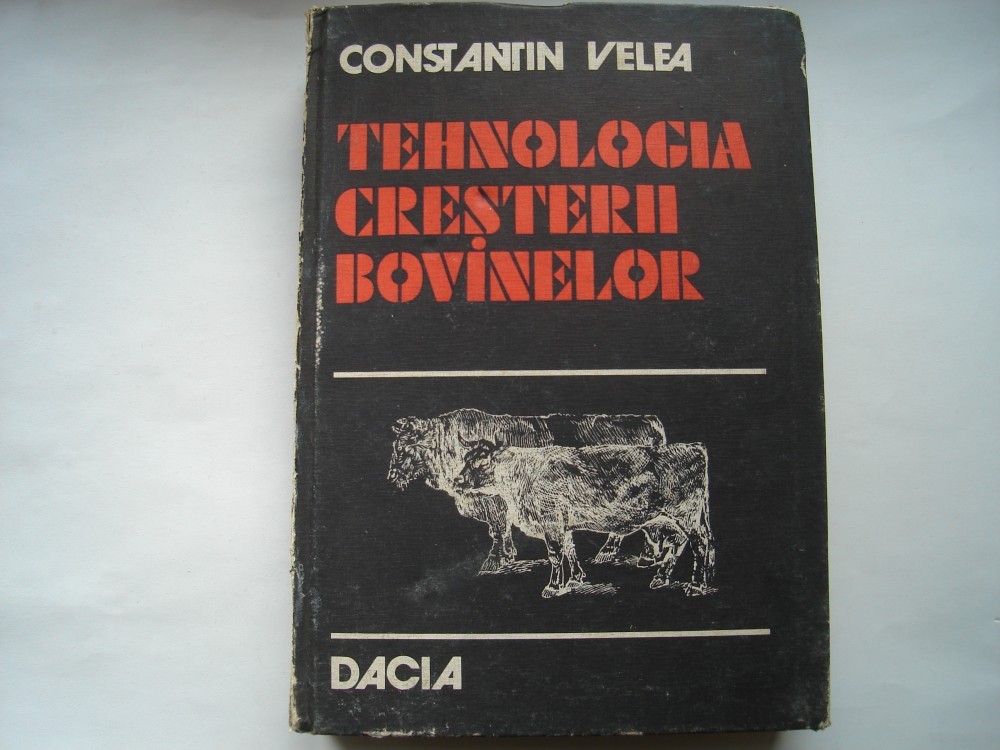 CONSTANTIN VELEA
TEHNOLOGIA
CREȘTERII
BOViNELOR
DACIA